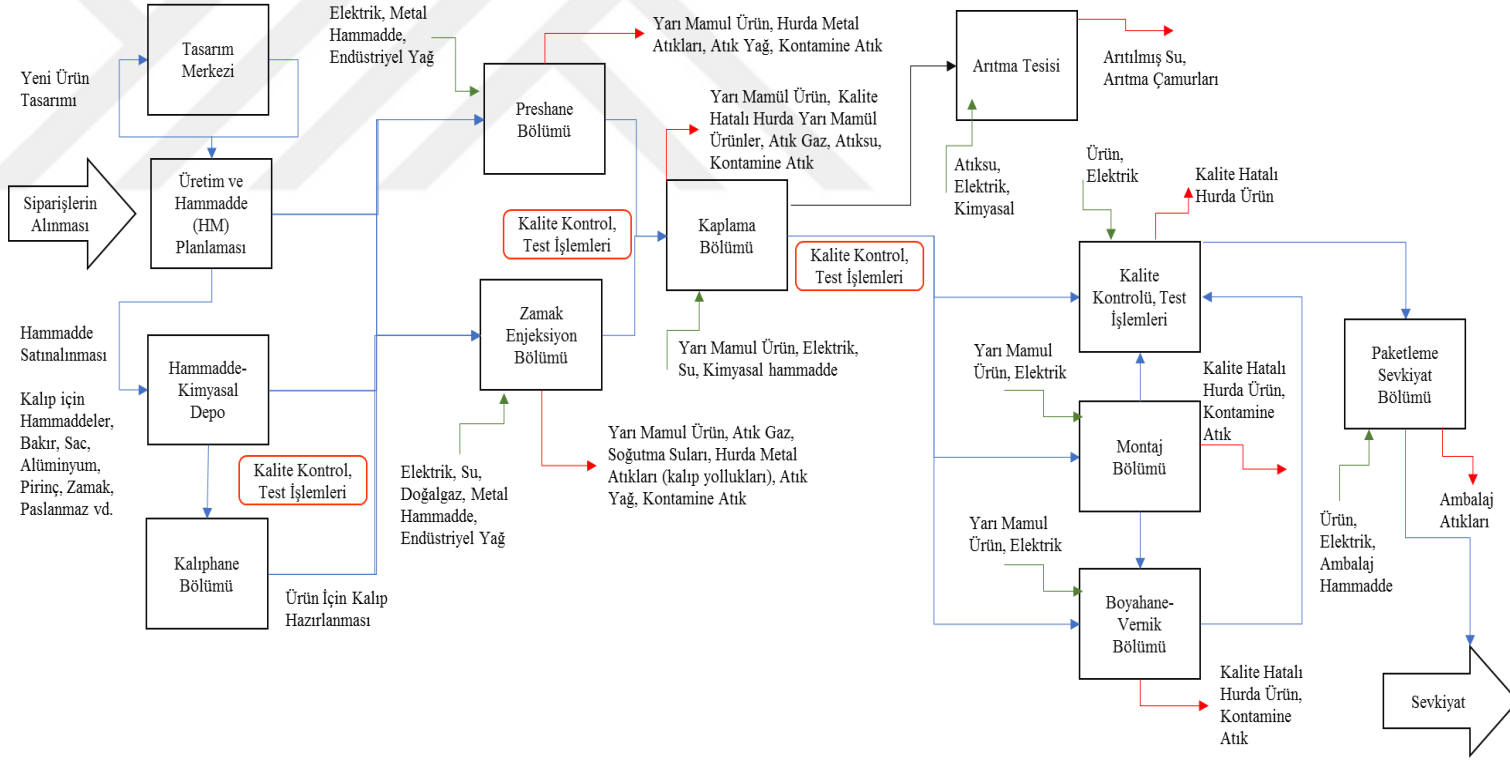 Tasarım
Merkezi
Yeni Ürün
Tasarımı
Siparişlerin
Alınması
Üretim ve
Hammadde
(HM)
Planlaması
Hammadde
Satınalınması
Kalıp için
Hammaddeler,
Bakır, Sac,
Alüminyum,
Pirinç, Zamak,
Paslanmaz vd.
Hammadde-
Kimyasal
Depo
Kalite Kontrol,
Test İşlemleri
Kalıphane
Bölümü
Ürün İçin Kalıp
Hazırlanması
Elektrik, Metal
Hammadde,
Endüstriyel Yağ
Preshane
Bölümü
Yarı Mamul Ürün, Hurda Metal
Atıkları, Atık Yağ, Kontamine Atık
Kalite Kontrol,
Test İşlemleri
Zamak
Enjeksiyon
Bölümü
Elektrik, Su,
Doğalgaz, Metal
Hammadde,
Endüstriyel Yağ
Yarı Mamul Ürün, Atık Gaz,
Soğutma Suları, Hurda Metal
Atıkları (kalıp yollukları), Atık
Yağ, Kontamine Atık
Yarı Mamül Ürün, Kalite
Hatalı Hurda Yarı Mamül
Ürünler, Atık Gaz, Atıksu,
Kontamine Atık
Kaplama
Bölümü
Yarı Mamul Ürün, Elektrik,
Su, Kimyasal hammadde
Kalite Kontrol,
Test İşlemleri
Arıtma Tesisi
Arıtılmış Su,
Arıtma Çamurları
Atıksu,
Elektrik,
Kimyasal
Ürün,
Elektrik
Kalite Hatalı
Hurda Ürün
Kalite
Kontrolü, Test
İşlemleri
Yarı Mamul
Ürün, Elektrik
Montaj
Bölümü
Kalite Hatalı
Hurda Ürün,
Kontamine
Atık
Yarı Mamul
Ürün, Elektrik
Boyahane-
Vernik
Bölümü
Kalite Hatalı
Hurda Ürün,
Kontamine
Atık
Paketleme
Sevkiyat
Bölümü
Ürün,
Elektrik,
Ambalaj
Hammadde
Ambalaj
Atıkları
Sevkiyat